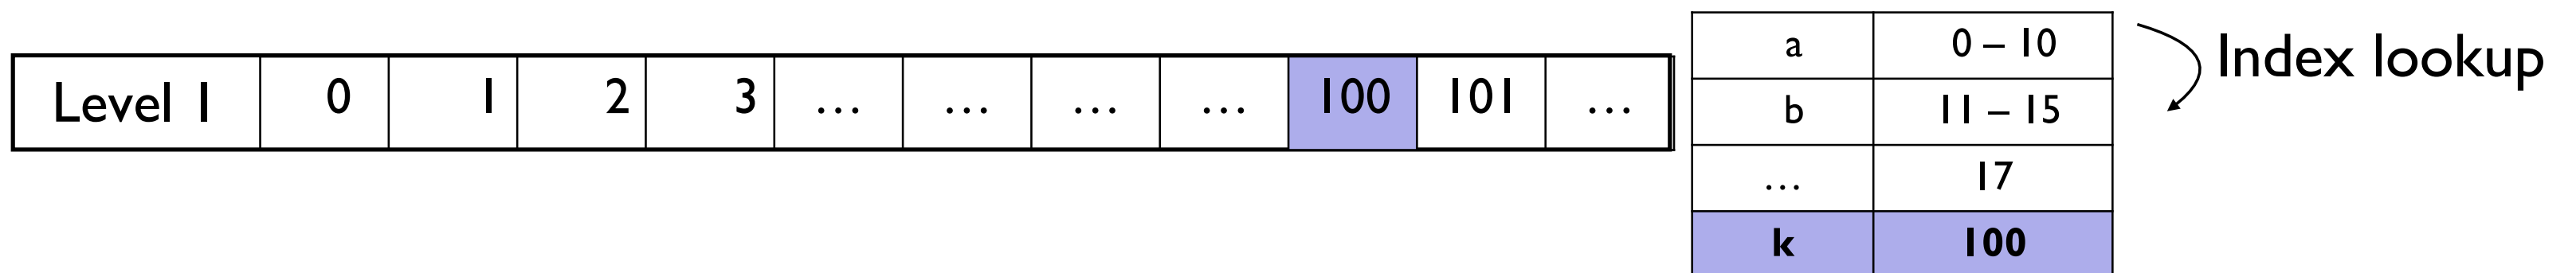 Level 1 0 1 2 3 … … … … 100 101 …
a 0 – 10
b 11 – 15
… 17
k 100
Index lookup